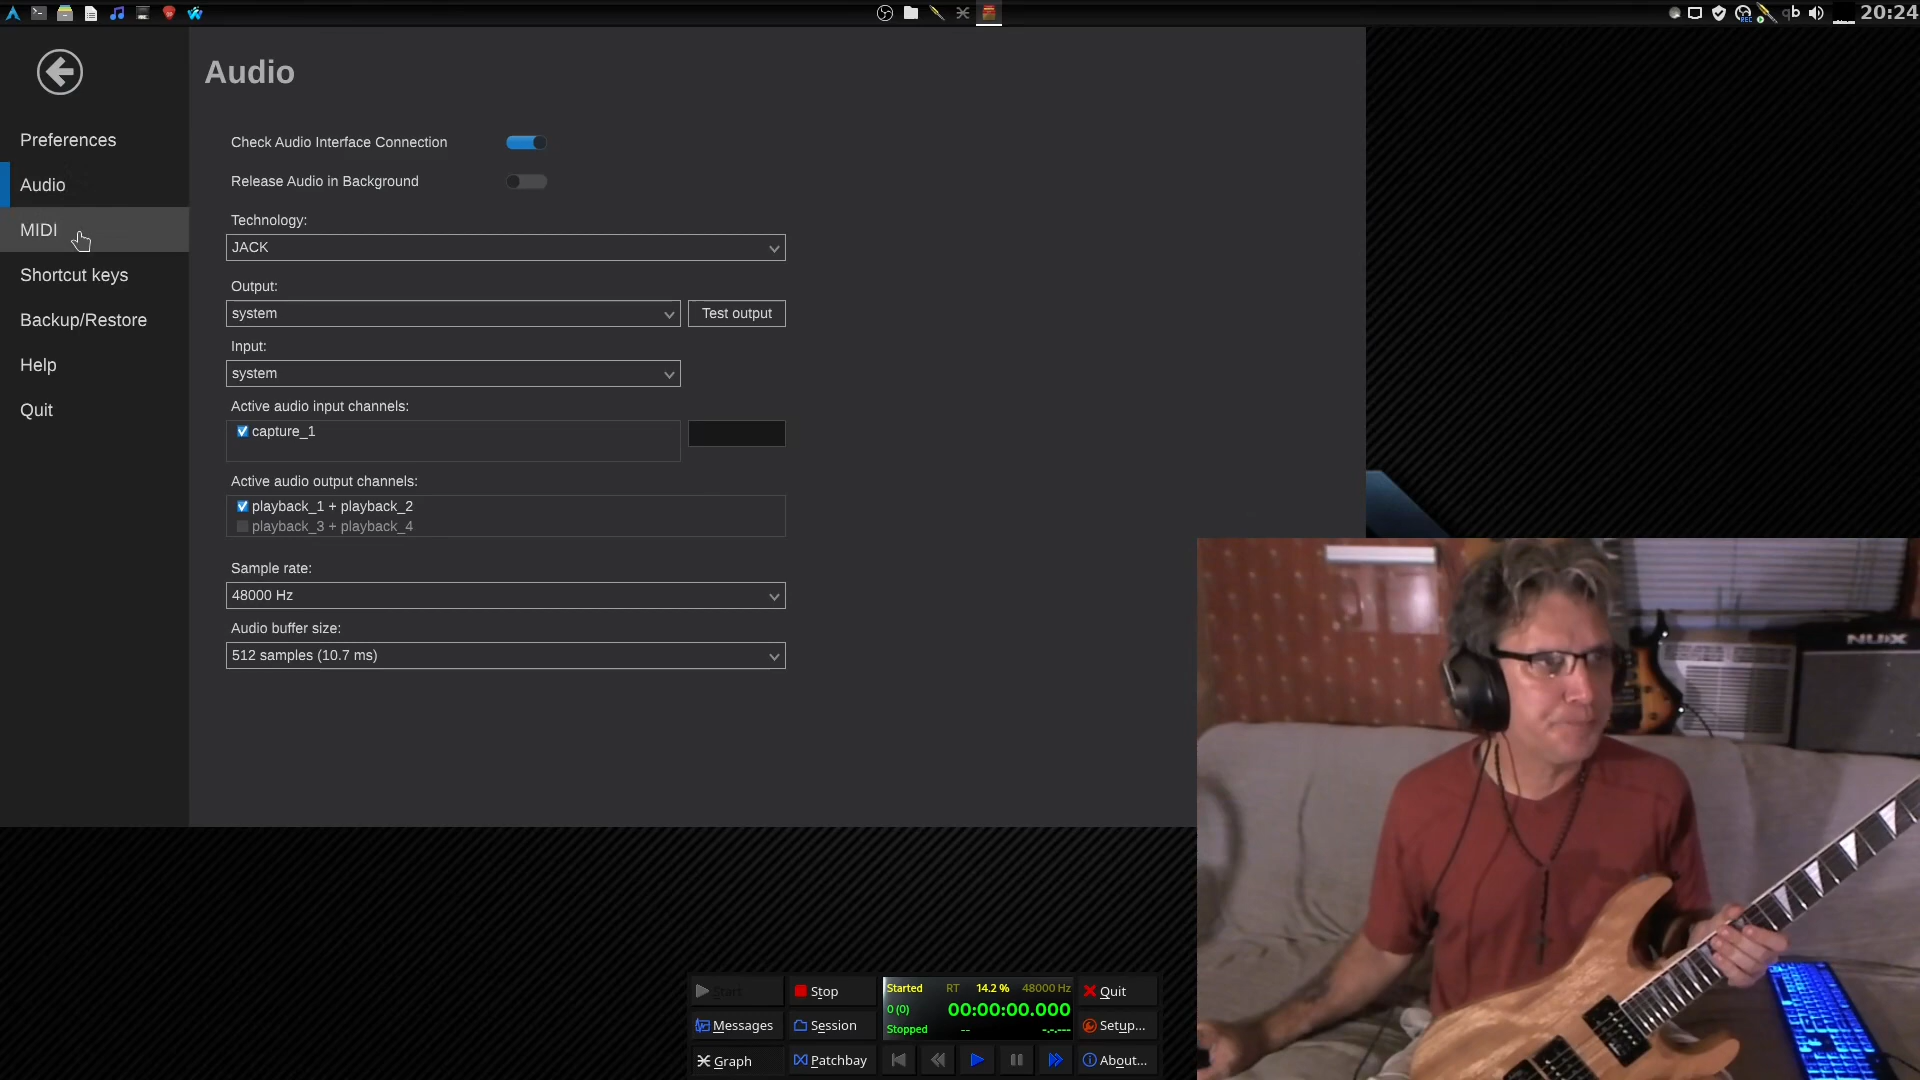 20:24
REC
Audio
Preferences
Audio
MIDI
Shortcut keys
Backup/Restore
Help
Quit
Check Audio Interface Connection
Release Audio in Background
Technology:
JACK
Output:
system
Test output
Input:
system
Active audio input channels:
capture_1
Active audio output channels:
playback_1 + playback_2
playback_3 + playback_4
Sample rate:
48000 Hz
Audio buffer size:
512 samples (10.7 ms)
NUX
Start
Stop
Started RT 14.2 % 48000 Hz
Quit
0 (0) 00:00:00.000
Messages
Session
Stopped -- -.-.---
Setup...
Graph
Patchbay
About...